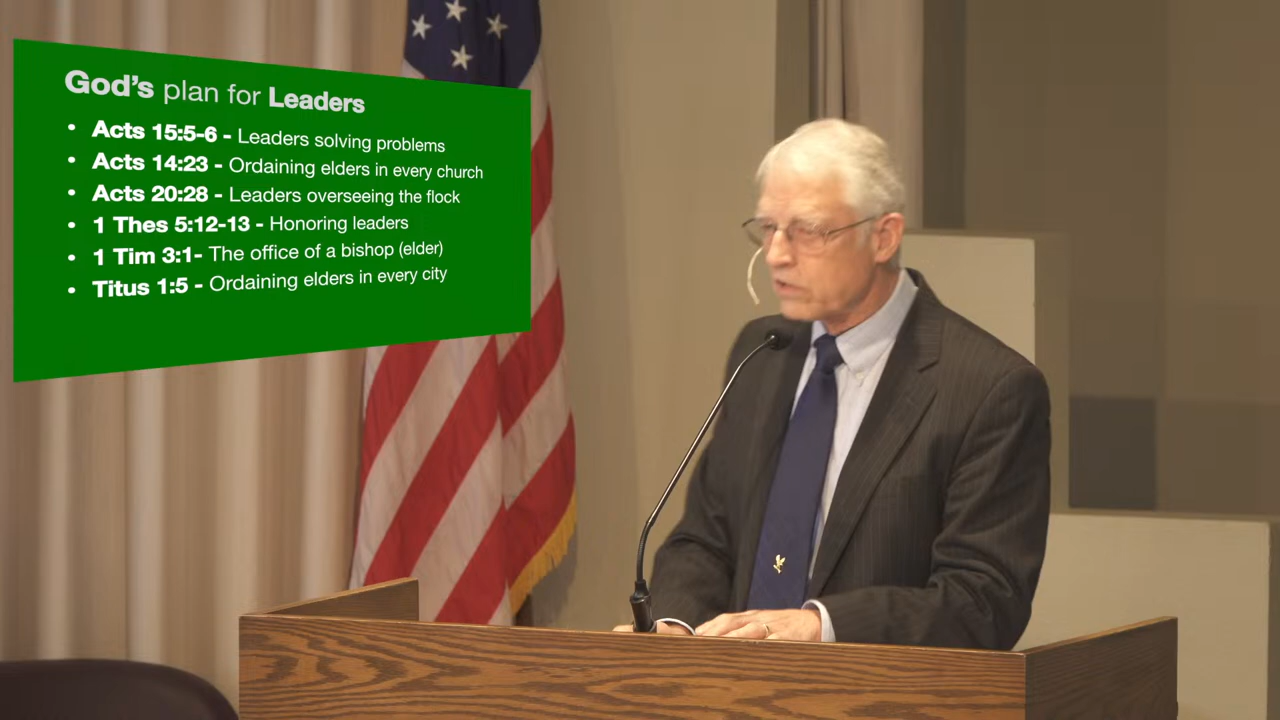 God's plan for Leaders
• Acts 15:5-6 - Leaders solving problems
• Acts 14:23 - Ordaining elders in every church
• Acts 20:28 - Leaders overseeing the flock
• 1 Thes 5:12-13 - Honoring leaders
• 1 Tim 3:1- The office of a bishop (elder)
• Titus 1:5 - Ordaining elders in every city